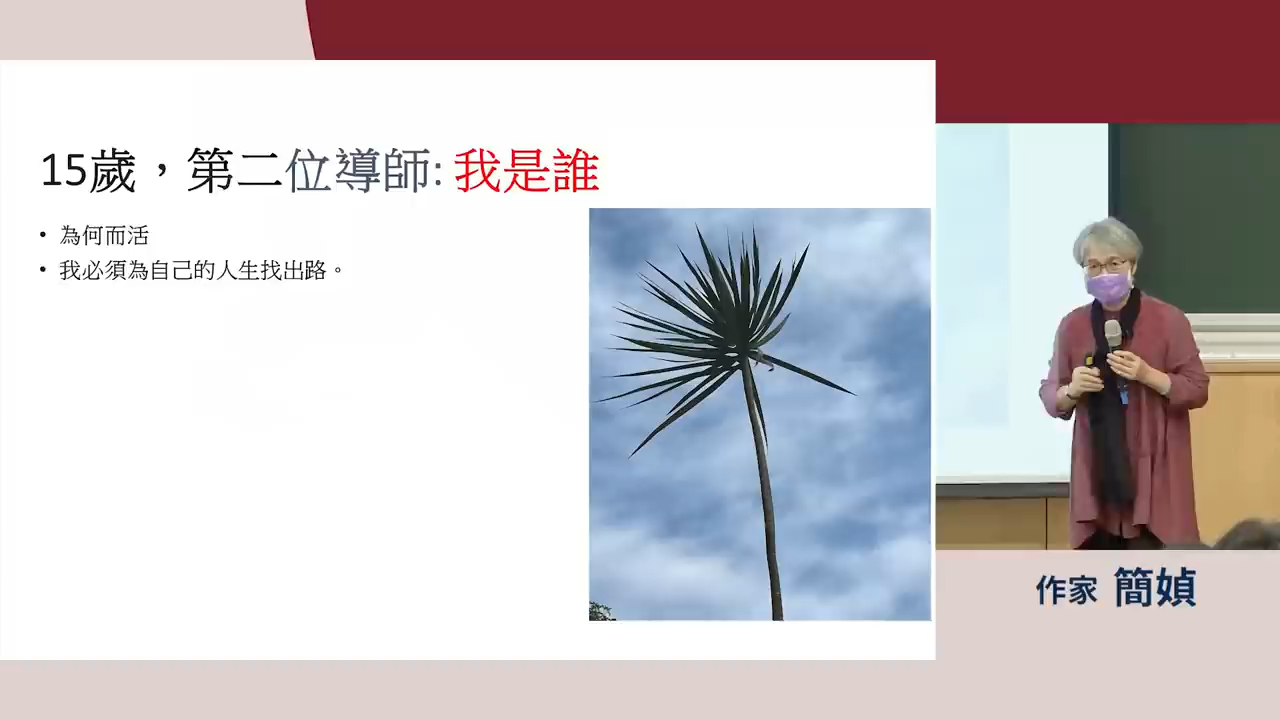 15歲，第二位導師: 我是誰
• 為何而活
• 我必須為自己的人生找出路。
作家 簡媜